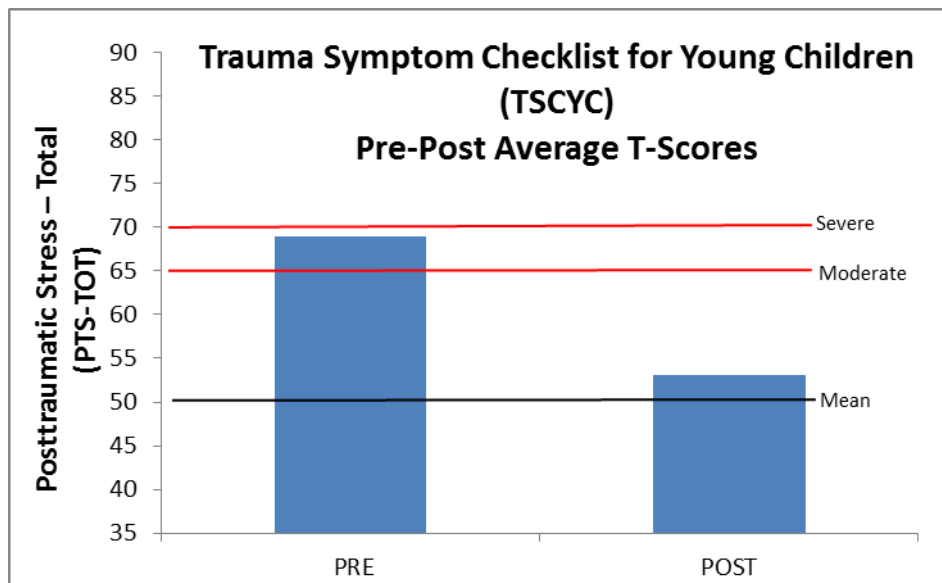 Trauma Symptom Checklist for Young Children
(TSCYC)
Pre-Post Average T-Scores
Posttraumatic Stress – Total
(PTS-TOT)
90
85
80
75
70
65
60
55
50
45
40
35
Severe
Moderate
Mean
PRE
POST